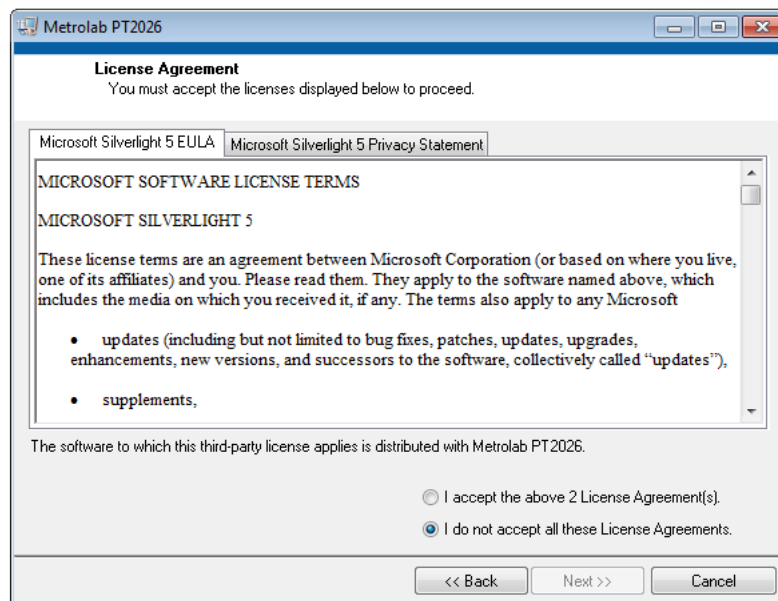 Metrolab PT2026
License Agreement
You must accept the licenses displayed below to proceed.
Microsoft Silverlight 5 EULA
Microsoft Silverlight 5 Privacy Statement
MICROSOFT SOFTWARE LICENSE TERMS
MICROSOFT SILVERLIGHT 5
These license terms are an agreement between Microsoft Corporation (or based on where you live,
one of its affiliates) and you. Please read them. They apply to the software named above, which
includes the media on which you received it, if any. The terms also apply to any Microsoft
• updates (including but not limited to bug fixes, patches, updates, upgrades,
enhancements, new versions, and successors to the software, collectively called “updates”),
• supplements,
The software to which this third-party license applies is distributed with Metrolab PT2026.
I accept the above 2 License Agreement(s).
I do not accept all these License Agreements.
<< Back
Next >>
Cancel